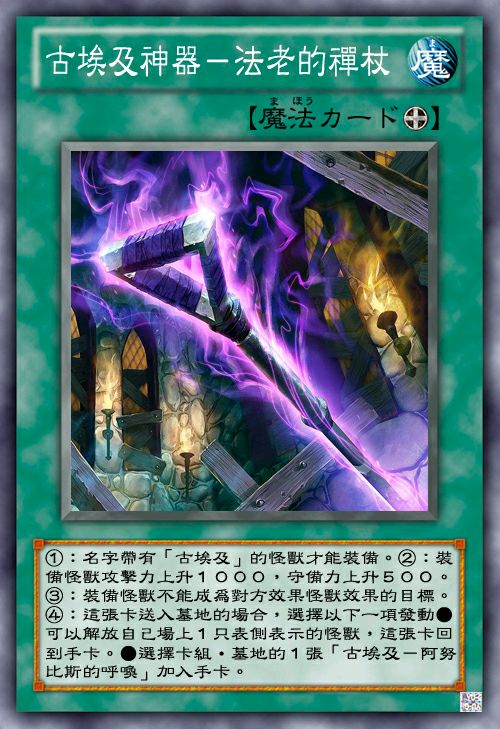 古埃及神器－法老的禪杖
魔
ま
ま ほう
【魔法カード】
①：名字帶有「古埃及」的怪獸才能裝備。②：裝
備怪獸攻擊力上升１０００，守備力上升５００。
③：裝備怪獸不能成為對方效果怪獸效果的目標。
④：這張卡送入墓地的場合，選擇以下一項發動●
可以解放自己場上１只表側表示的怪獸，這張卡回
到手卡。●選擇卡組·墓地的１張「古埃及－阿努
比斯的呼喚」加入手卡。